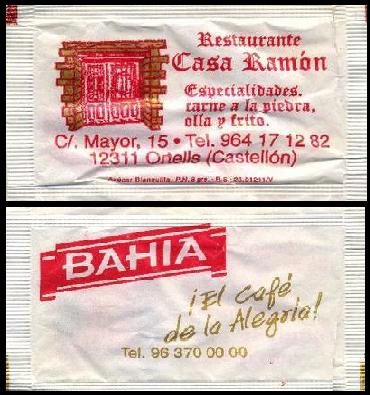 Restaurante
Casa Ramón
Especialidades.
carne a la piedra,
olla y frito.
C/. Mayor, 15 • Tel. 964 17 12 82
12311 Onella (Castellón)
BAHIA
¡El Café
de la Alegría!
Tel. 96 370 00 00